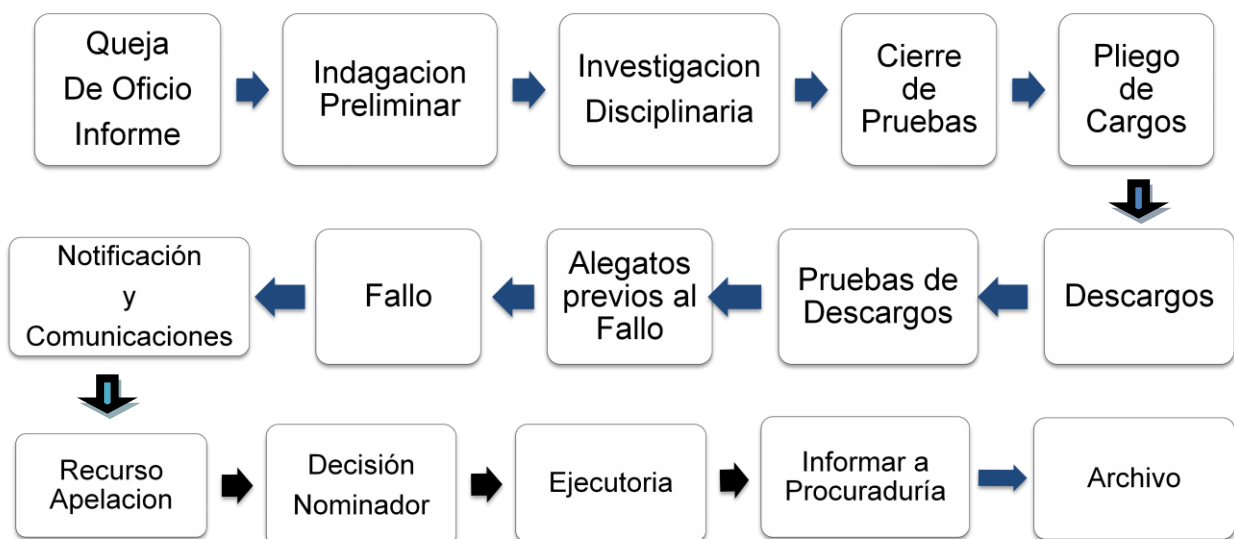 Queja
De Oficio
Informe
Indagacion
Preliminar
Investigacion
Disciplinaria
Cierre
de
Pruebas
Pliego
de
Cargos
Descargos
Pruebas de
Descargos
Alegatos
previos al
Fallo
Fallo
Notificación
y
Comunicaciones
Recurso
Apelacion
Decisión
Nominador
Ejecutoria
Informar a
Procuraduría
Archivo